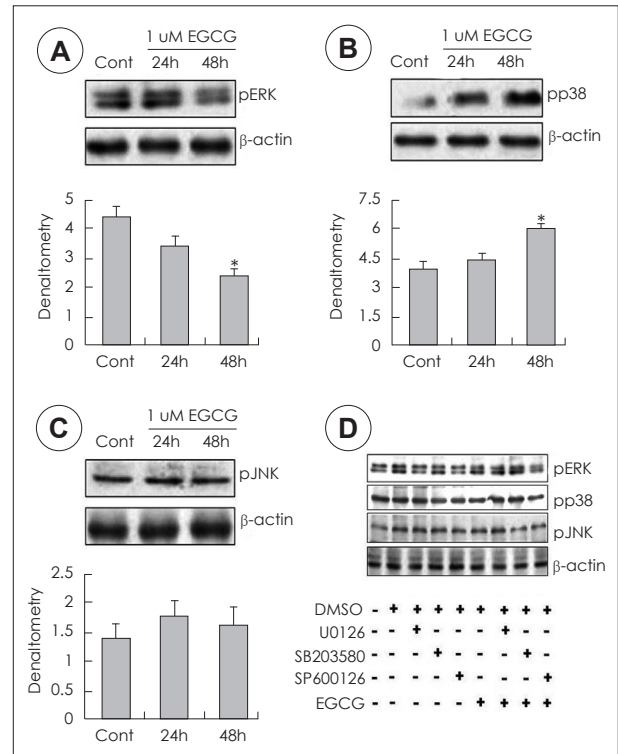 A
1 uM EGCG
Cont 24h 48h
pERK
β-actin
Denaltometry
5
4
3
2
1
0
*
Cont 24h 48h
B
1 uM EGCG
Cont 24h 48h
pp38
β-actin
Denaltometry
7.5
6
4.5
3
1.5
0
*
Cont 24h 48h
C
1 uM EGCG
Cont 24h 48h
pJNK
β-actin
Denaltometry
2.5
2
1.5
1
0.5
0
Cont 24h 48h
D
pERK
pp38
pJNK
β-actin
DMSO - + + + + + + + +
U0126 - - + - - - + - -
SB203580 - - - + - - - + -
SP600126 - - - - + - - - +
EGCG - - - - - + + + +